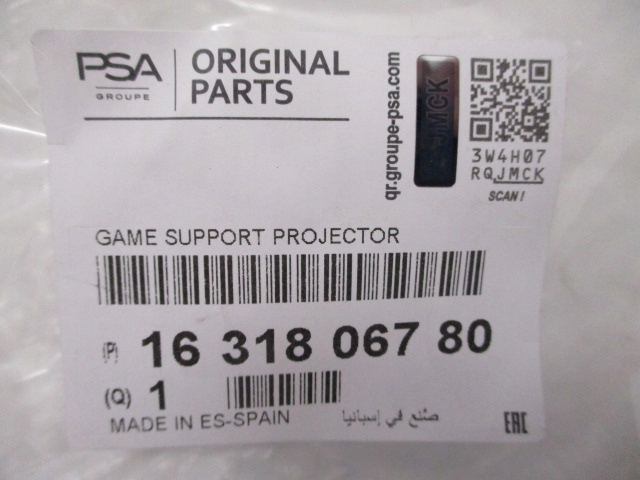 PSA
GROUPE
ORIGINAL
PARTS
qr.groupe-psa.com
JMCK
3W4H07
RQJMCK
SCAN!
GAME SUPPORT PROJECTOR
(P) 16 318 067 80
(Q) 1
MADE IN ES-SPAIN صنع في إسبانيا
EAC